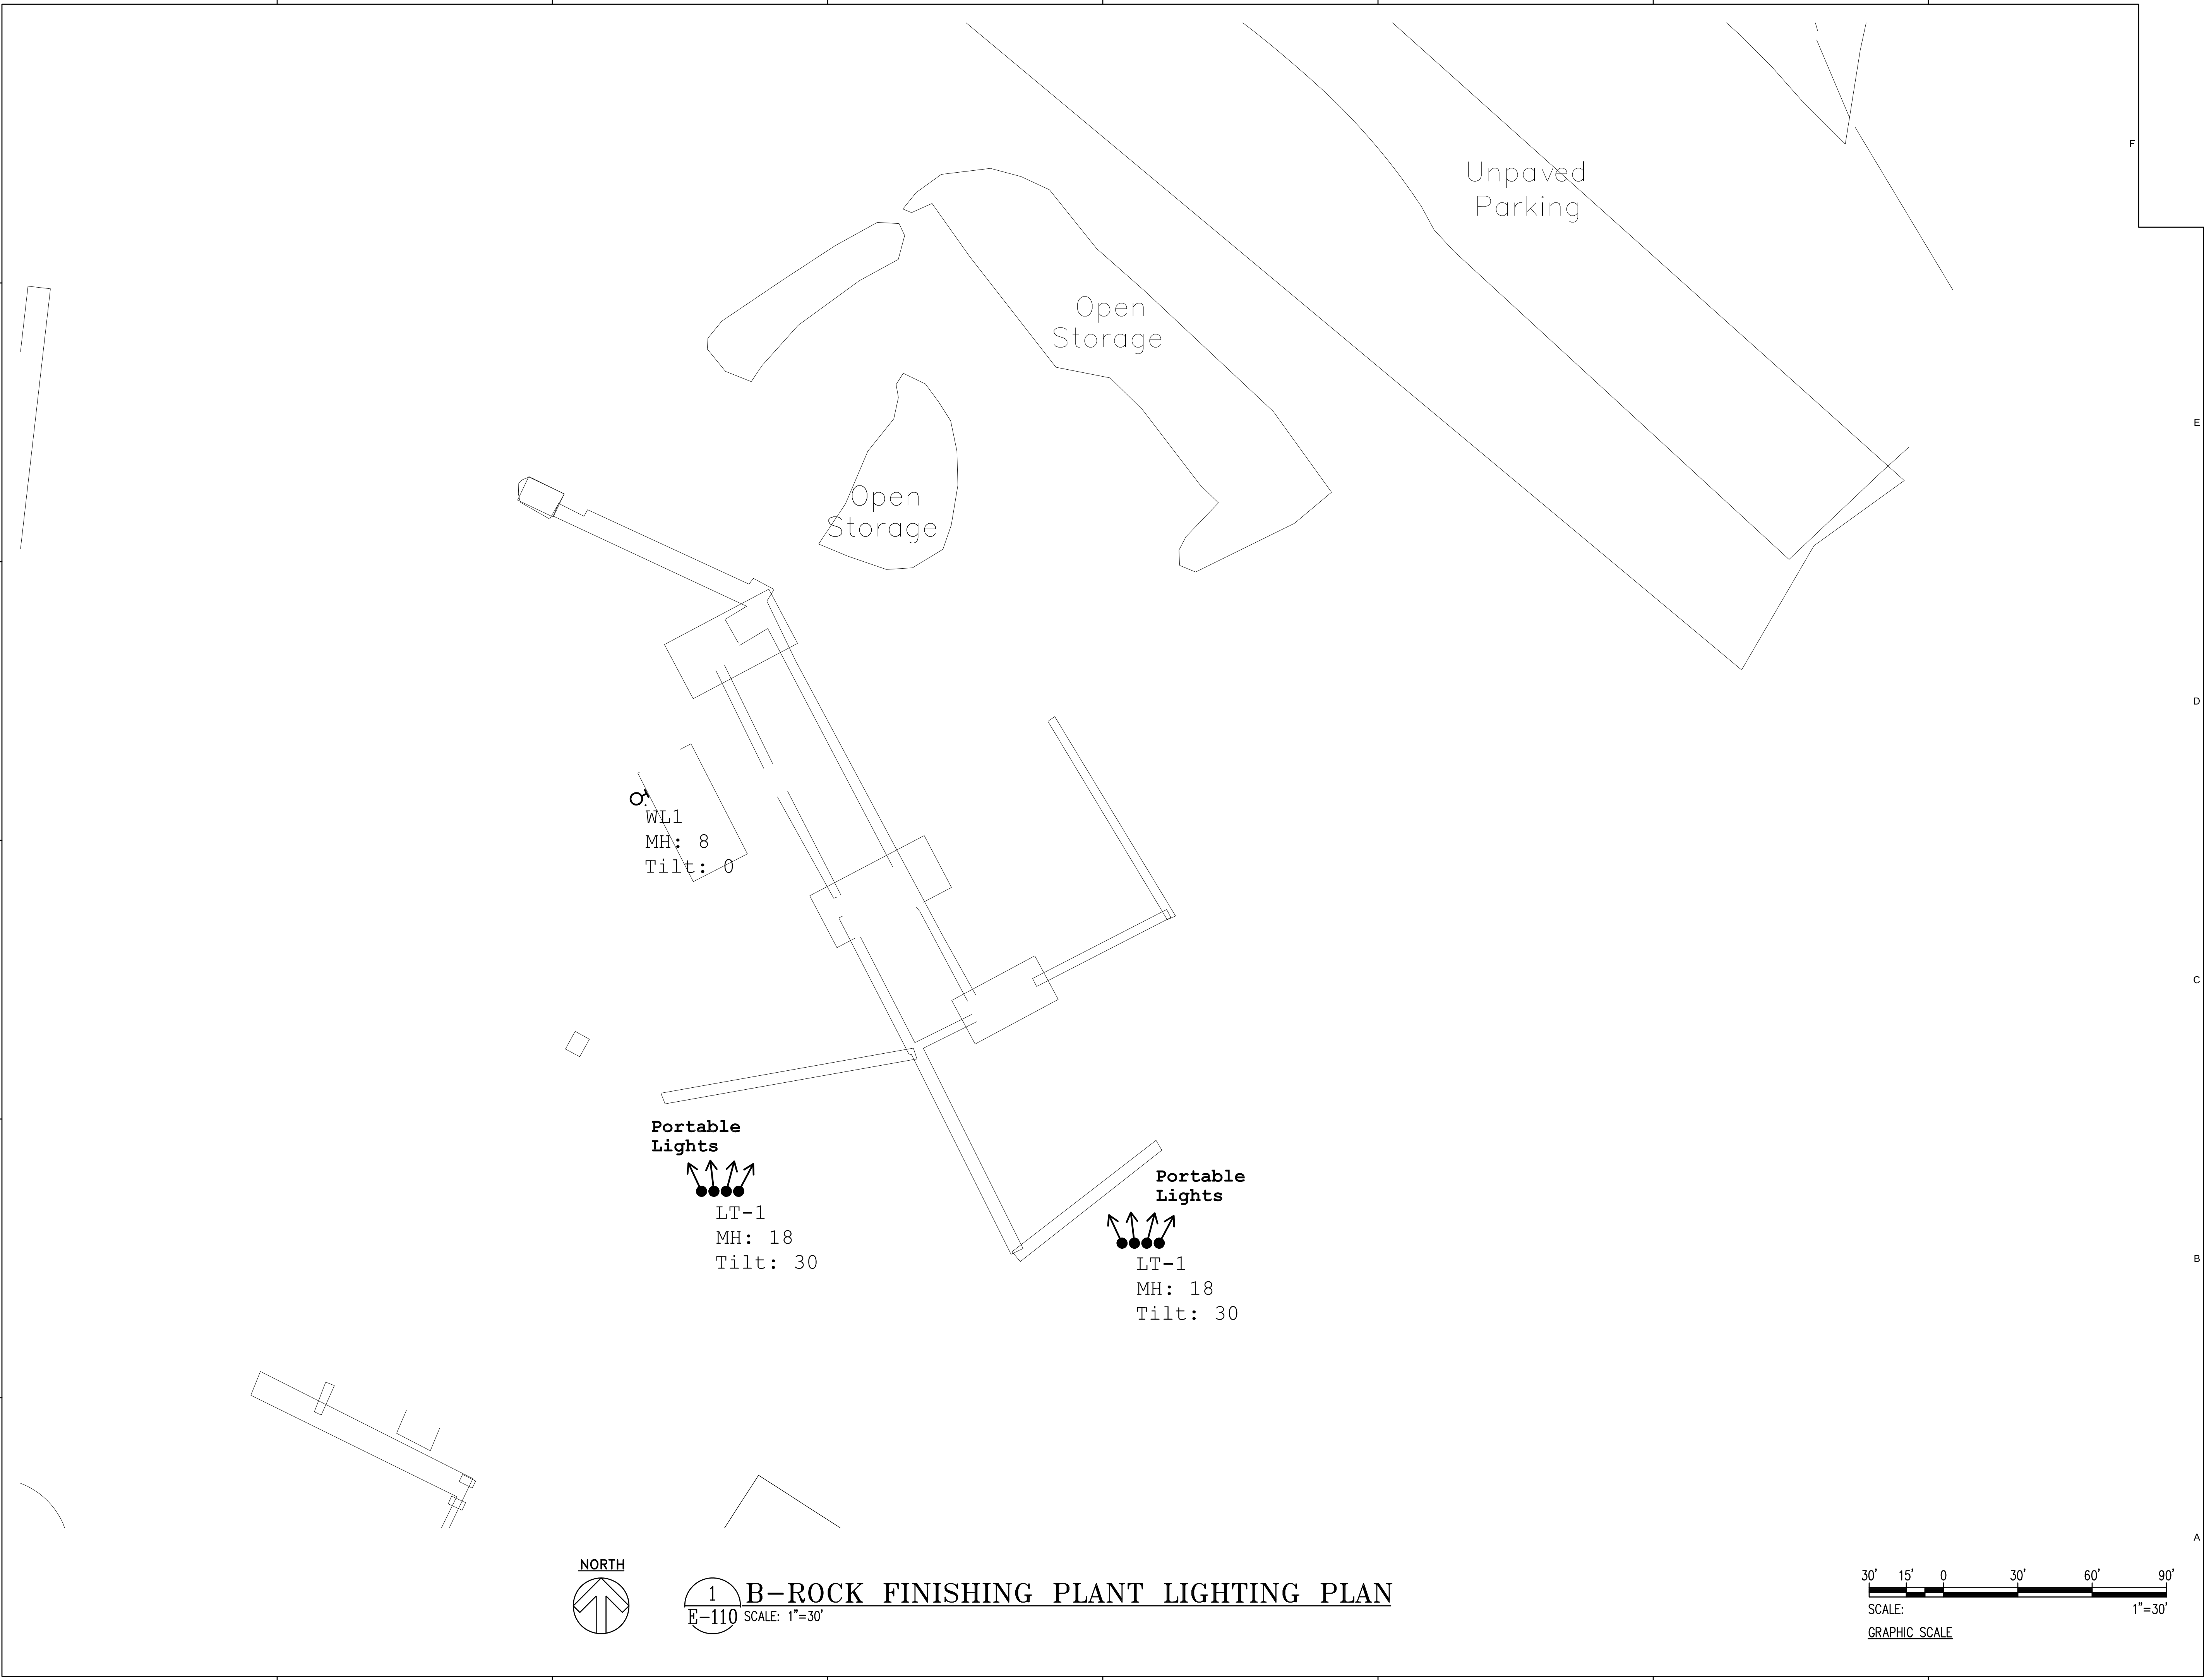 F
Unpaved
Parking
Open
Storage
E
Open
Storage
D
WL1
MH: 8
Tilt: 0
C
Portable
Lights
LT-1
MH: 18
Tilt: 30
Portable
Lights
LT-1
MH: 18
Tilt: 30
B
A
NORTH
1
E-110
B-ROCK FINISHING PLANT LIGHTING PLAN
SCALE: 1"=30'
30' 15' 0 30' 60' 90'
SCALE: 1"=30'
GRAPHIC SCALE